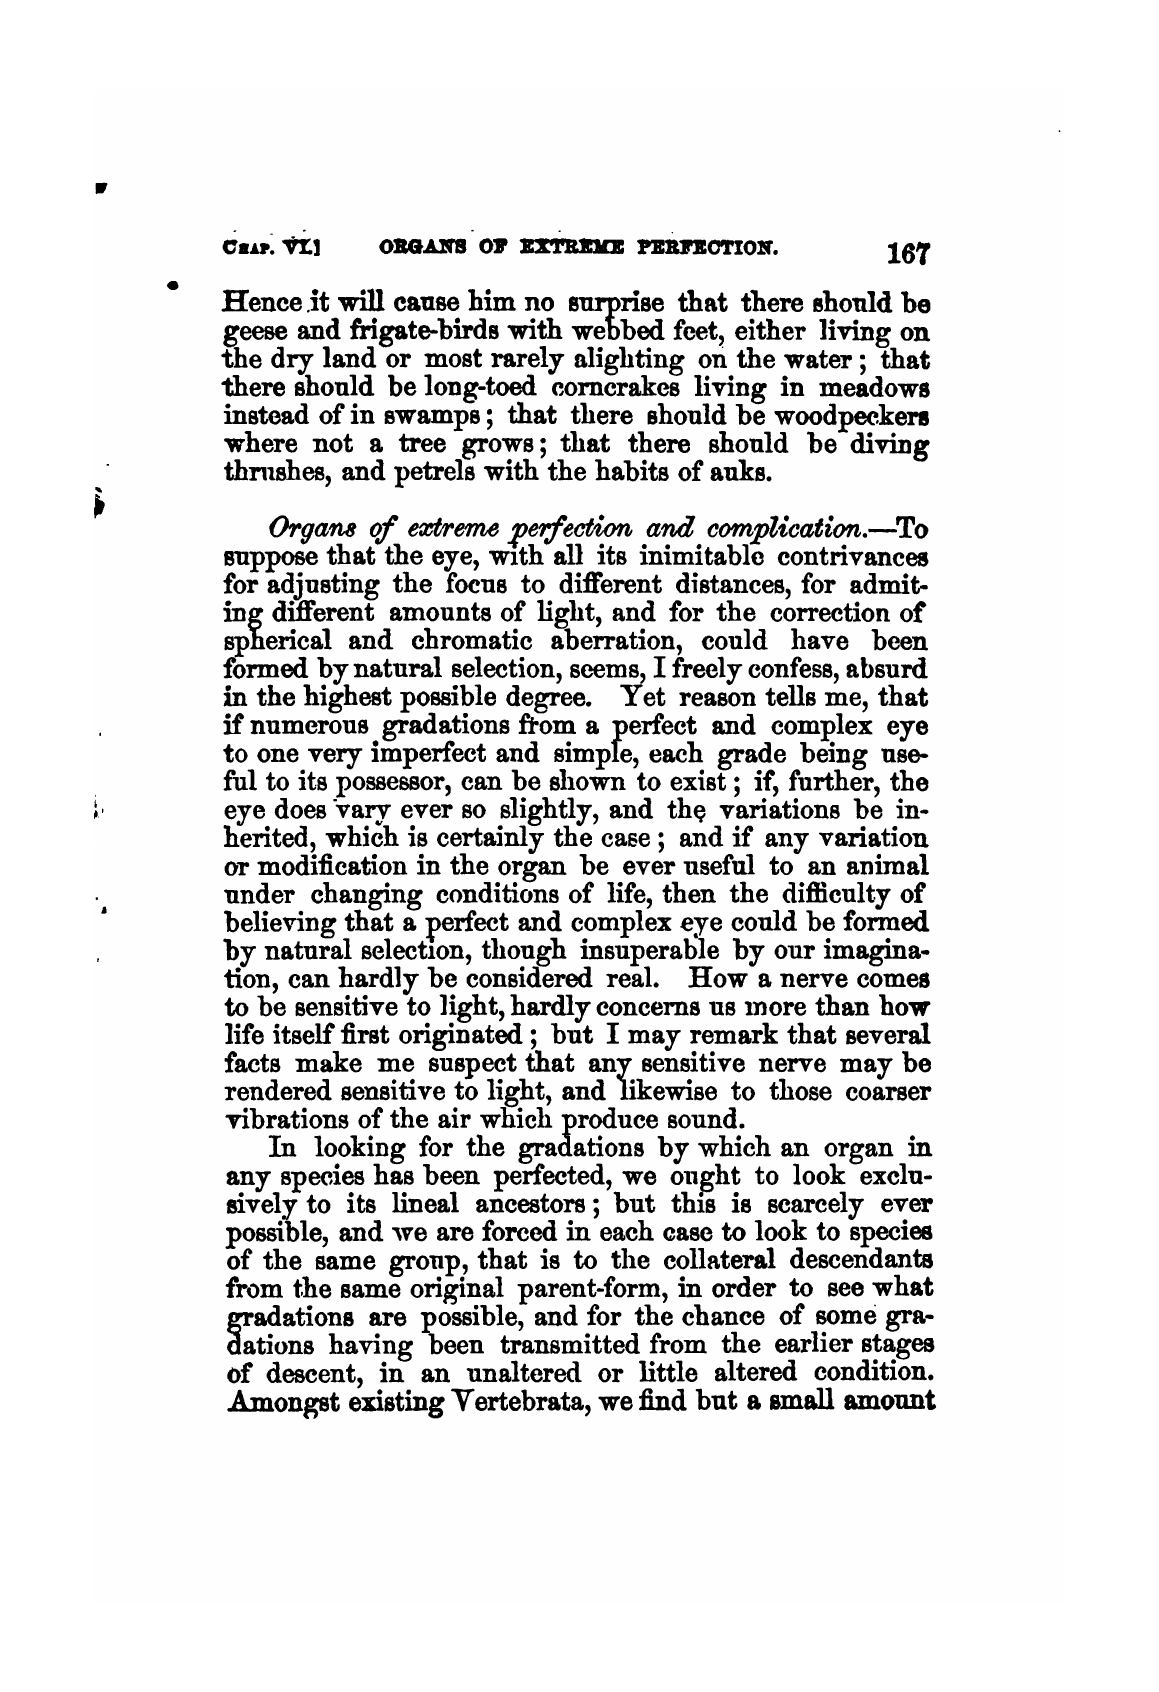 CHAP. VI.] ORGANS OF EXTREME PERFECTION. 167
Hence it will cause him no surprise that there should be
geese and frigate-birds with webbed feet, either living on
the dry land or most rarely alighting on the water; that
there should be long-toed corncrakes living in meadows
instead of in swamps; that there should be woodpeckers
where not a tree grows; that there should be diving
thrushes, and petrels with the habits of auks.
Organs of extreme perfection and complication.—To
suppose that the eye, with all its inimitable contrivances
for adjusting the focus to different distances, for admit-
ing different amounts of light, and for the correction of
spherical and chromatic aberration, could have been
formed by natural selection, seems, I freely confess, absurd
in the highest possible degree. Yet reason tells me, that
if numerous gradations from a perfect and complex eye
to one very imperfect and simple, each grade being use-
ful to its possessor, can be shown to exist; if, further, the
eye does vary ever so slightly, and the variations be in-
herited, which is certainly the case; and if any variation
or modification in the organ be ever useful to an animal
under changing conditions of life, then the difficulty of
believing that a perfect and complex eye could be formed
by natural selection, though insuperable by our imagina-
tion, can hardly be considered real. How a nerve comes
to be sensitive to light, hardly concerns us more than how
life itself first originated; but I may remark that several
facts make me suspect that any sensitive nerve may be
rendered sensitive to light, and likewise to those coarser
vibrations of the air which produce sound.
In looking for the gradations by which an organ in
any species has been perfected, we ought to look exclu-
sively to its lineal ancestors; but this is scarcely ever
possible, and we are forced in each case to look to species
of the same group, that is to the collateral descendants
from the same original parent-form, in order to see what
gradations are possible, and for the chance of some gra-
dations having been transmitted from the earlier stages
of descent, in an unaltered or little altered condition.
Amongst existing Vertebrata, we find but a small amount